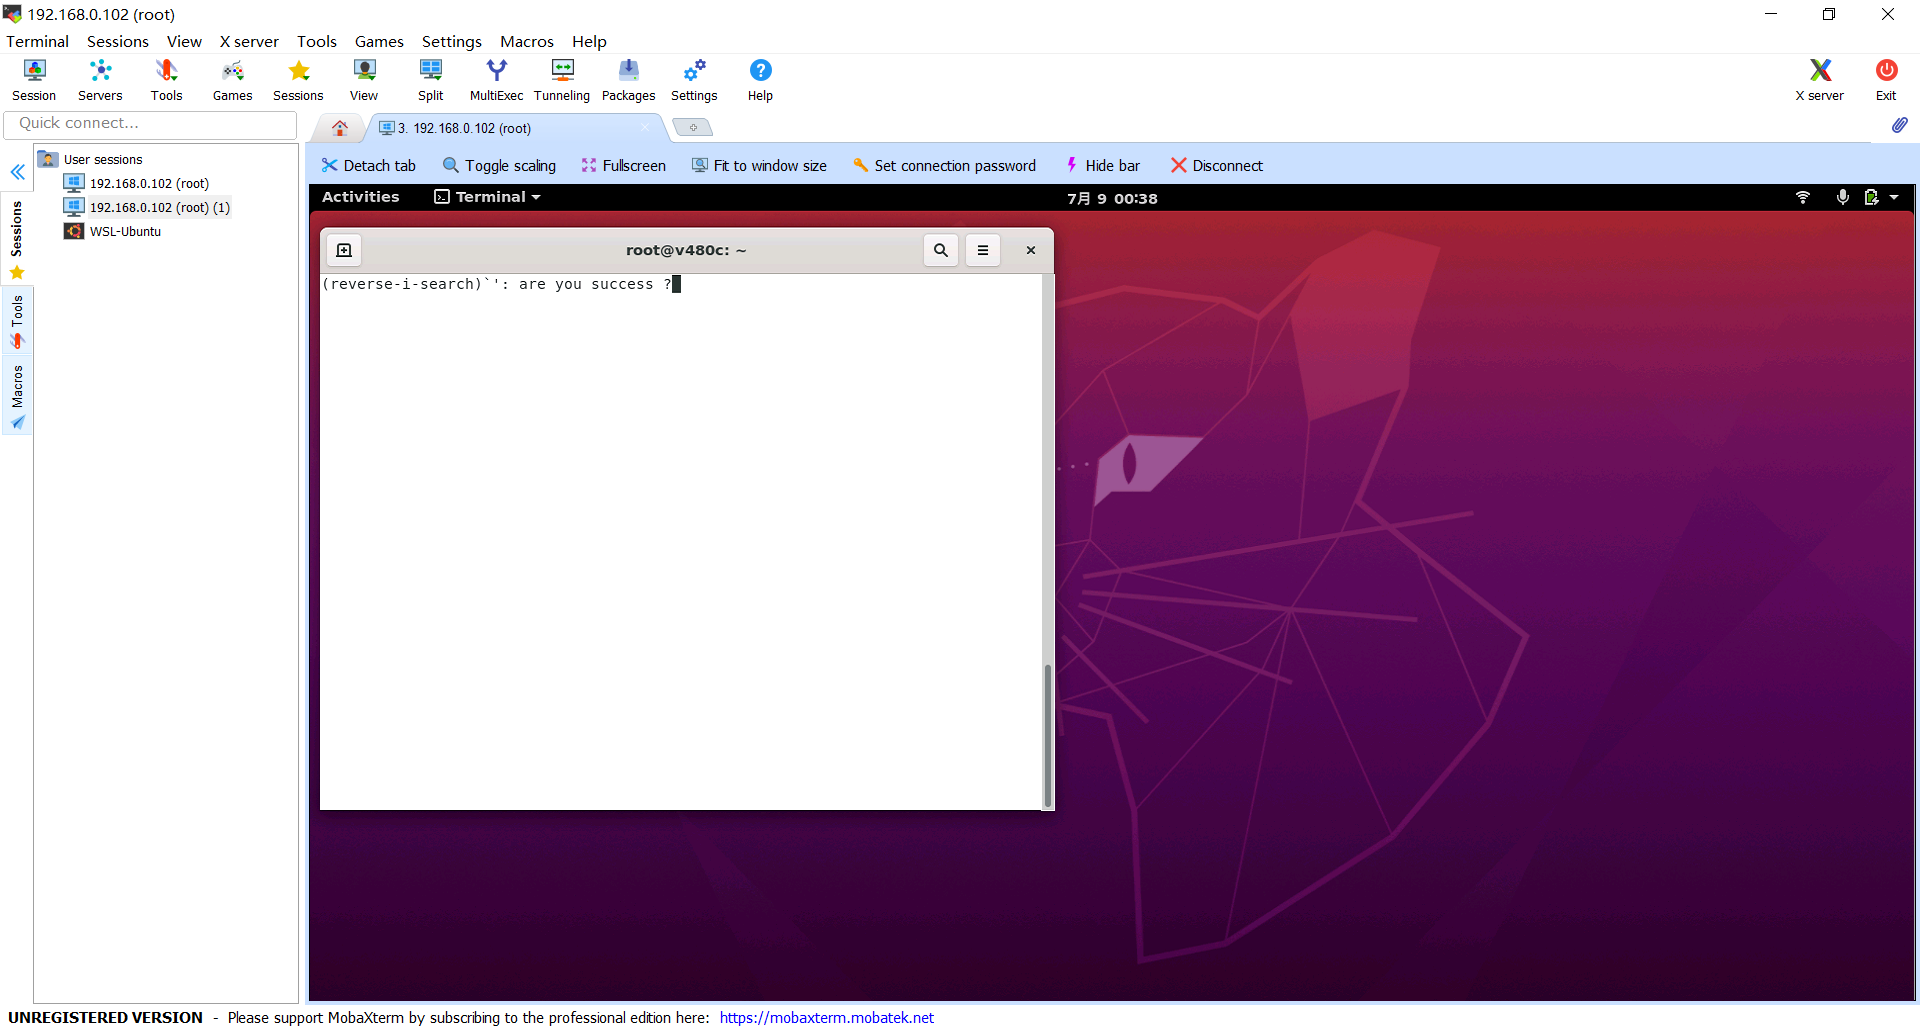 192.168.0.102 (root)
Terminal Sessions View X server Tools Games Settings Macros Help
Session Servers Tools Games Sessions View Split MultiExec Tunneling Packages Settings Help X server Exit
Quick connect...
3. 192.168.0.102 (root)
User sessions
192.168.0.102 (root)
192.168.0.102 (root) (1)
WSL-Ubuntu
Sessions
Tools
Macros
Detach tab Toggle scaling Fullscreen Fit to window size Set connection password Hide bar Disconnect
Activities Terminal 7月 9 00:38
root@v480c: ~
(reverse-i-search)`': are you success ?
UNREGISTERED VERSION - Please support MobaXterm by subscribing to the professional edition here: https://mobaxterm.mobatek.net